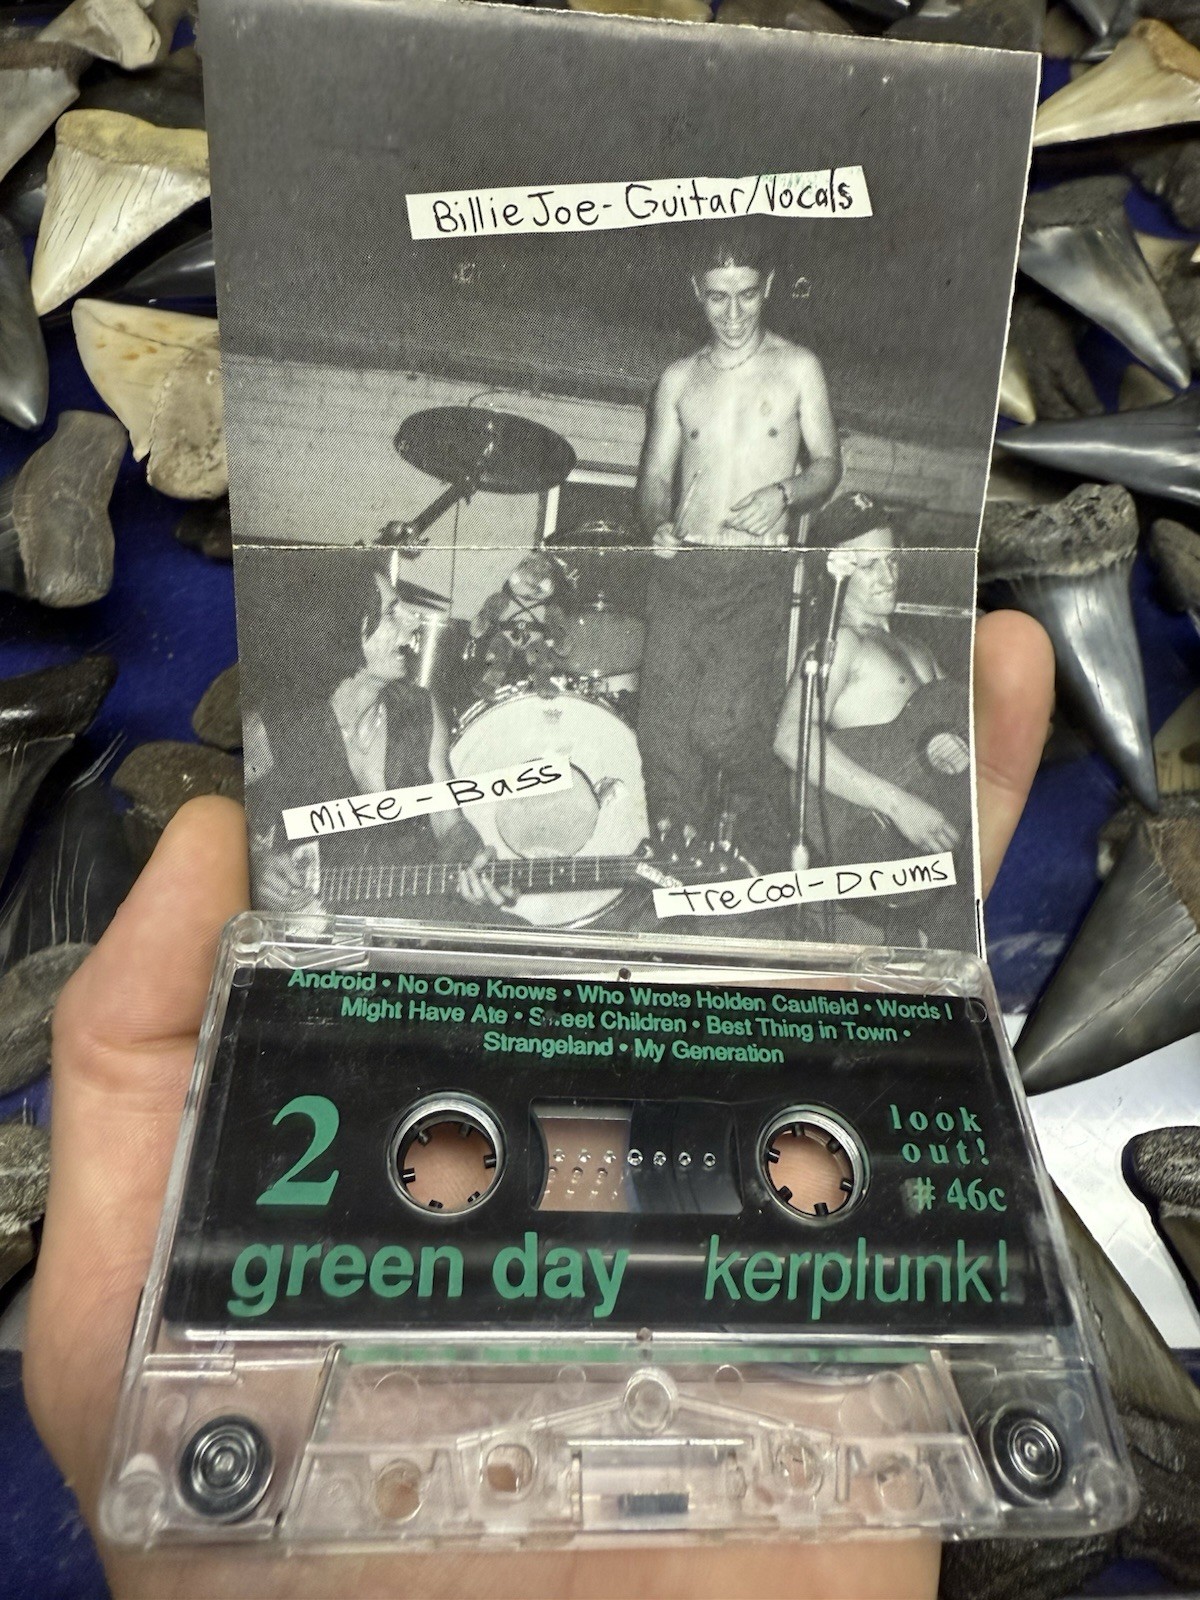 Billie Joe- Guitar/Vocals
Mike - Bass
Tre Cool - Drums
Android • No One Knows • Who Wrote Holden Caulfield • Words I
Might Have Ate • Sweet Children • Best Thing in Town •
Strangeland • My Generation
2
look
out!
# 46c
green day kerplunk!